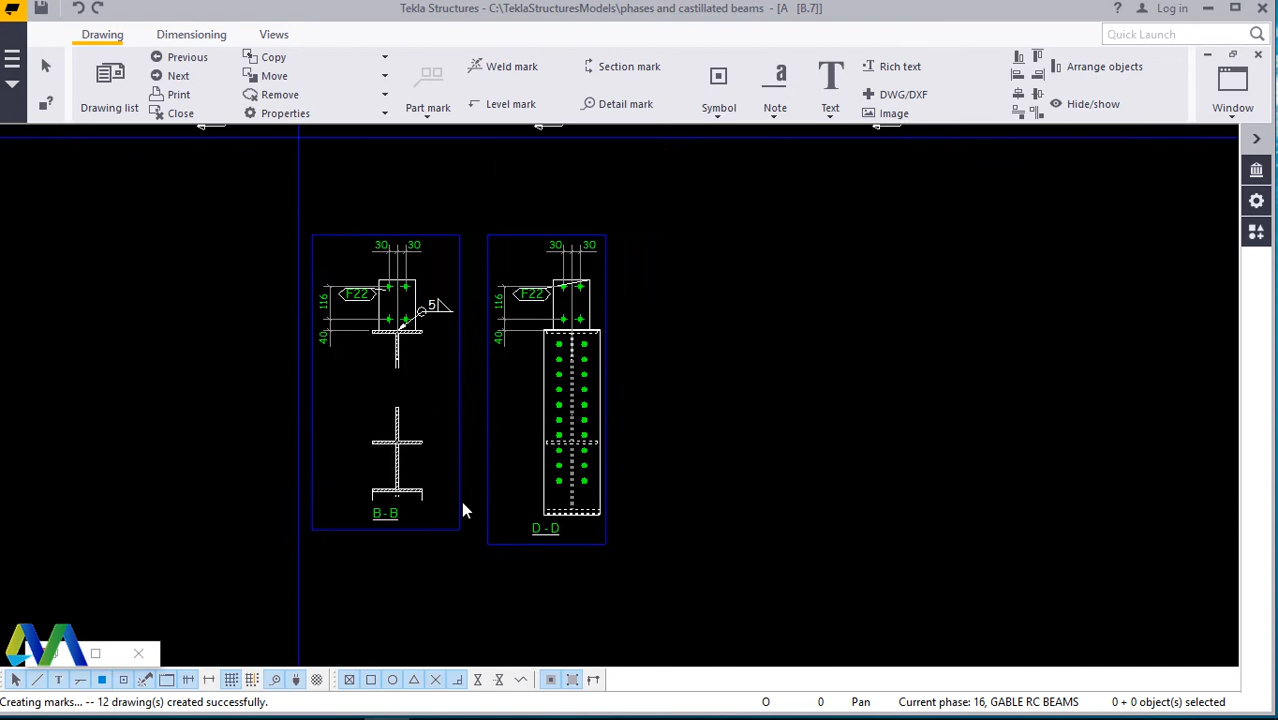 Tekla Structures - C:\TeklaStructuresModels\phases and castillated beams - [A [B.7]]
Log in
Drawing Dimensioning Views
Quick Launch
Drawing list
Previous
Next
Print
Close
Copy
Move
Remove
Properties
Part mark
Weld mark
Level mark
Section mark
Detail mark
Symbol
Note
Text
Rich text
DWG/DXF
Image
Arrange objects
Hide/show
Window
30 30
F22
116
40
5
B-B
30 30
F22
116
40
D-D
Creating marks... -- 12 drawing(s) created successfully. O 0 Pan Current phase: 16, GABLE RC BEAMS 0 + 0 object(s) selected